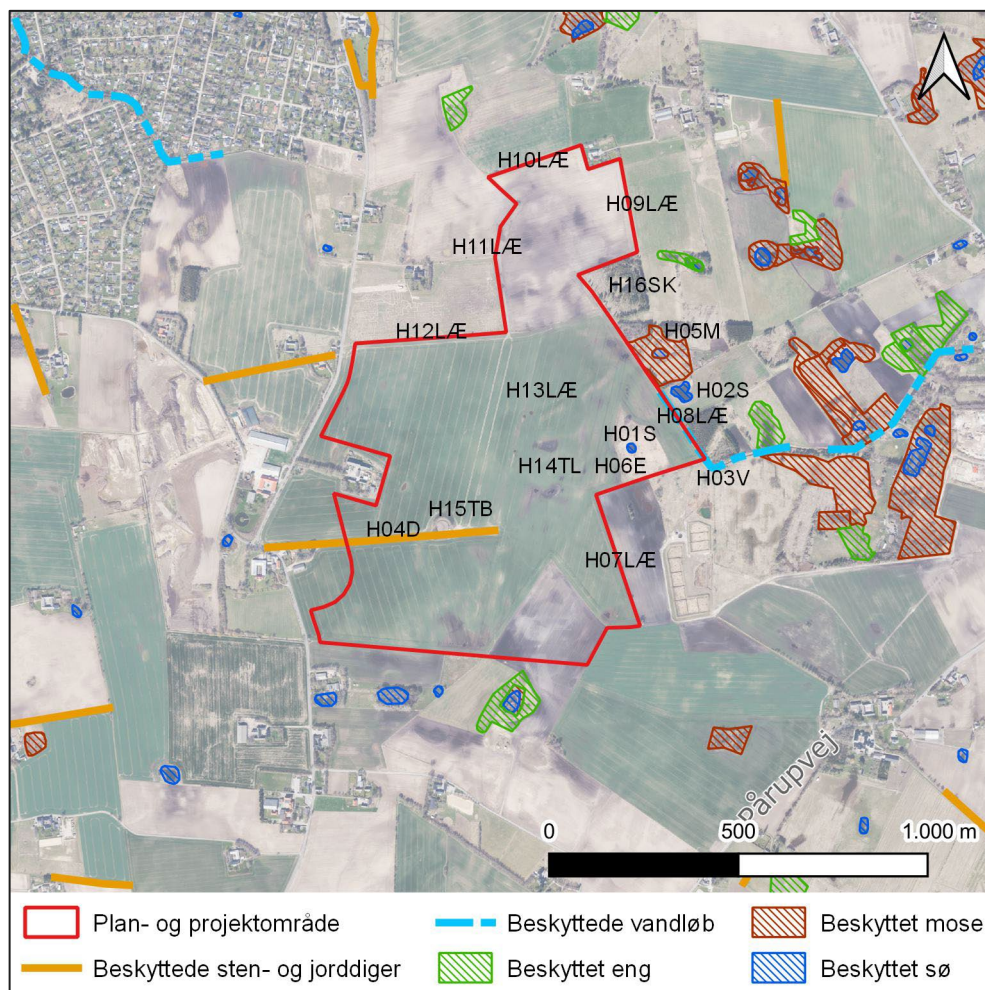 H10LÆ
H09LÆ
H11LÆ
H16SK
H12LÆ
H05M
H13LÆ
H02S
H08LÆ
H01S
H14TL
H06E
H03V
H15TB
H04D
H07LÆ
Pårupvej
0 500 1.000 m
Plan- og projektområde
Beskyttede vandløb
Beskyttet mose
Beskyttede sten- og jorddiger
Beskyttet eng
Beskyttet sø